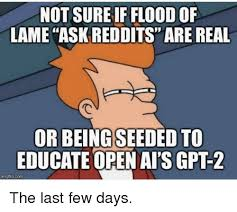 NOT SURE IF FLOOD OF
LAME "ASK REDDITS" ARE REAL
OR BEING SEEDED TO
EDUCATE OPEN AI'S GPT-2
imgflip.com
The last few days.